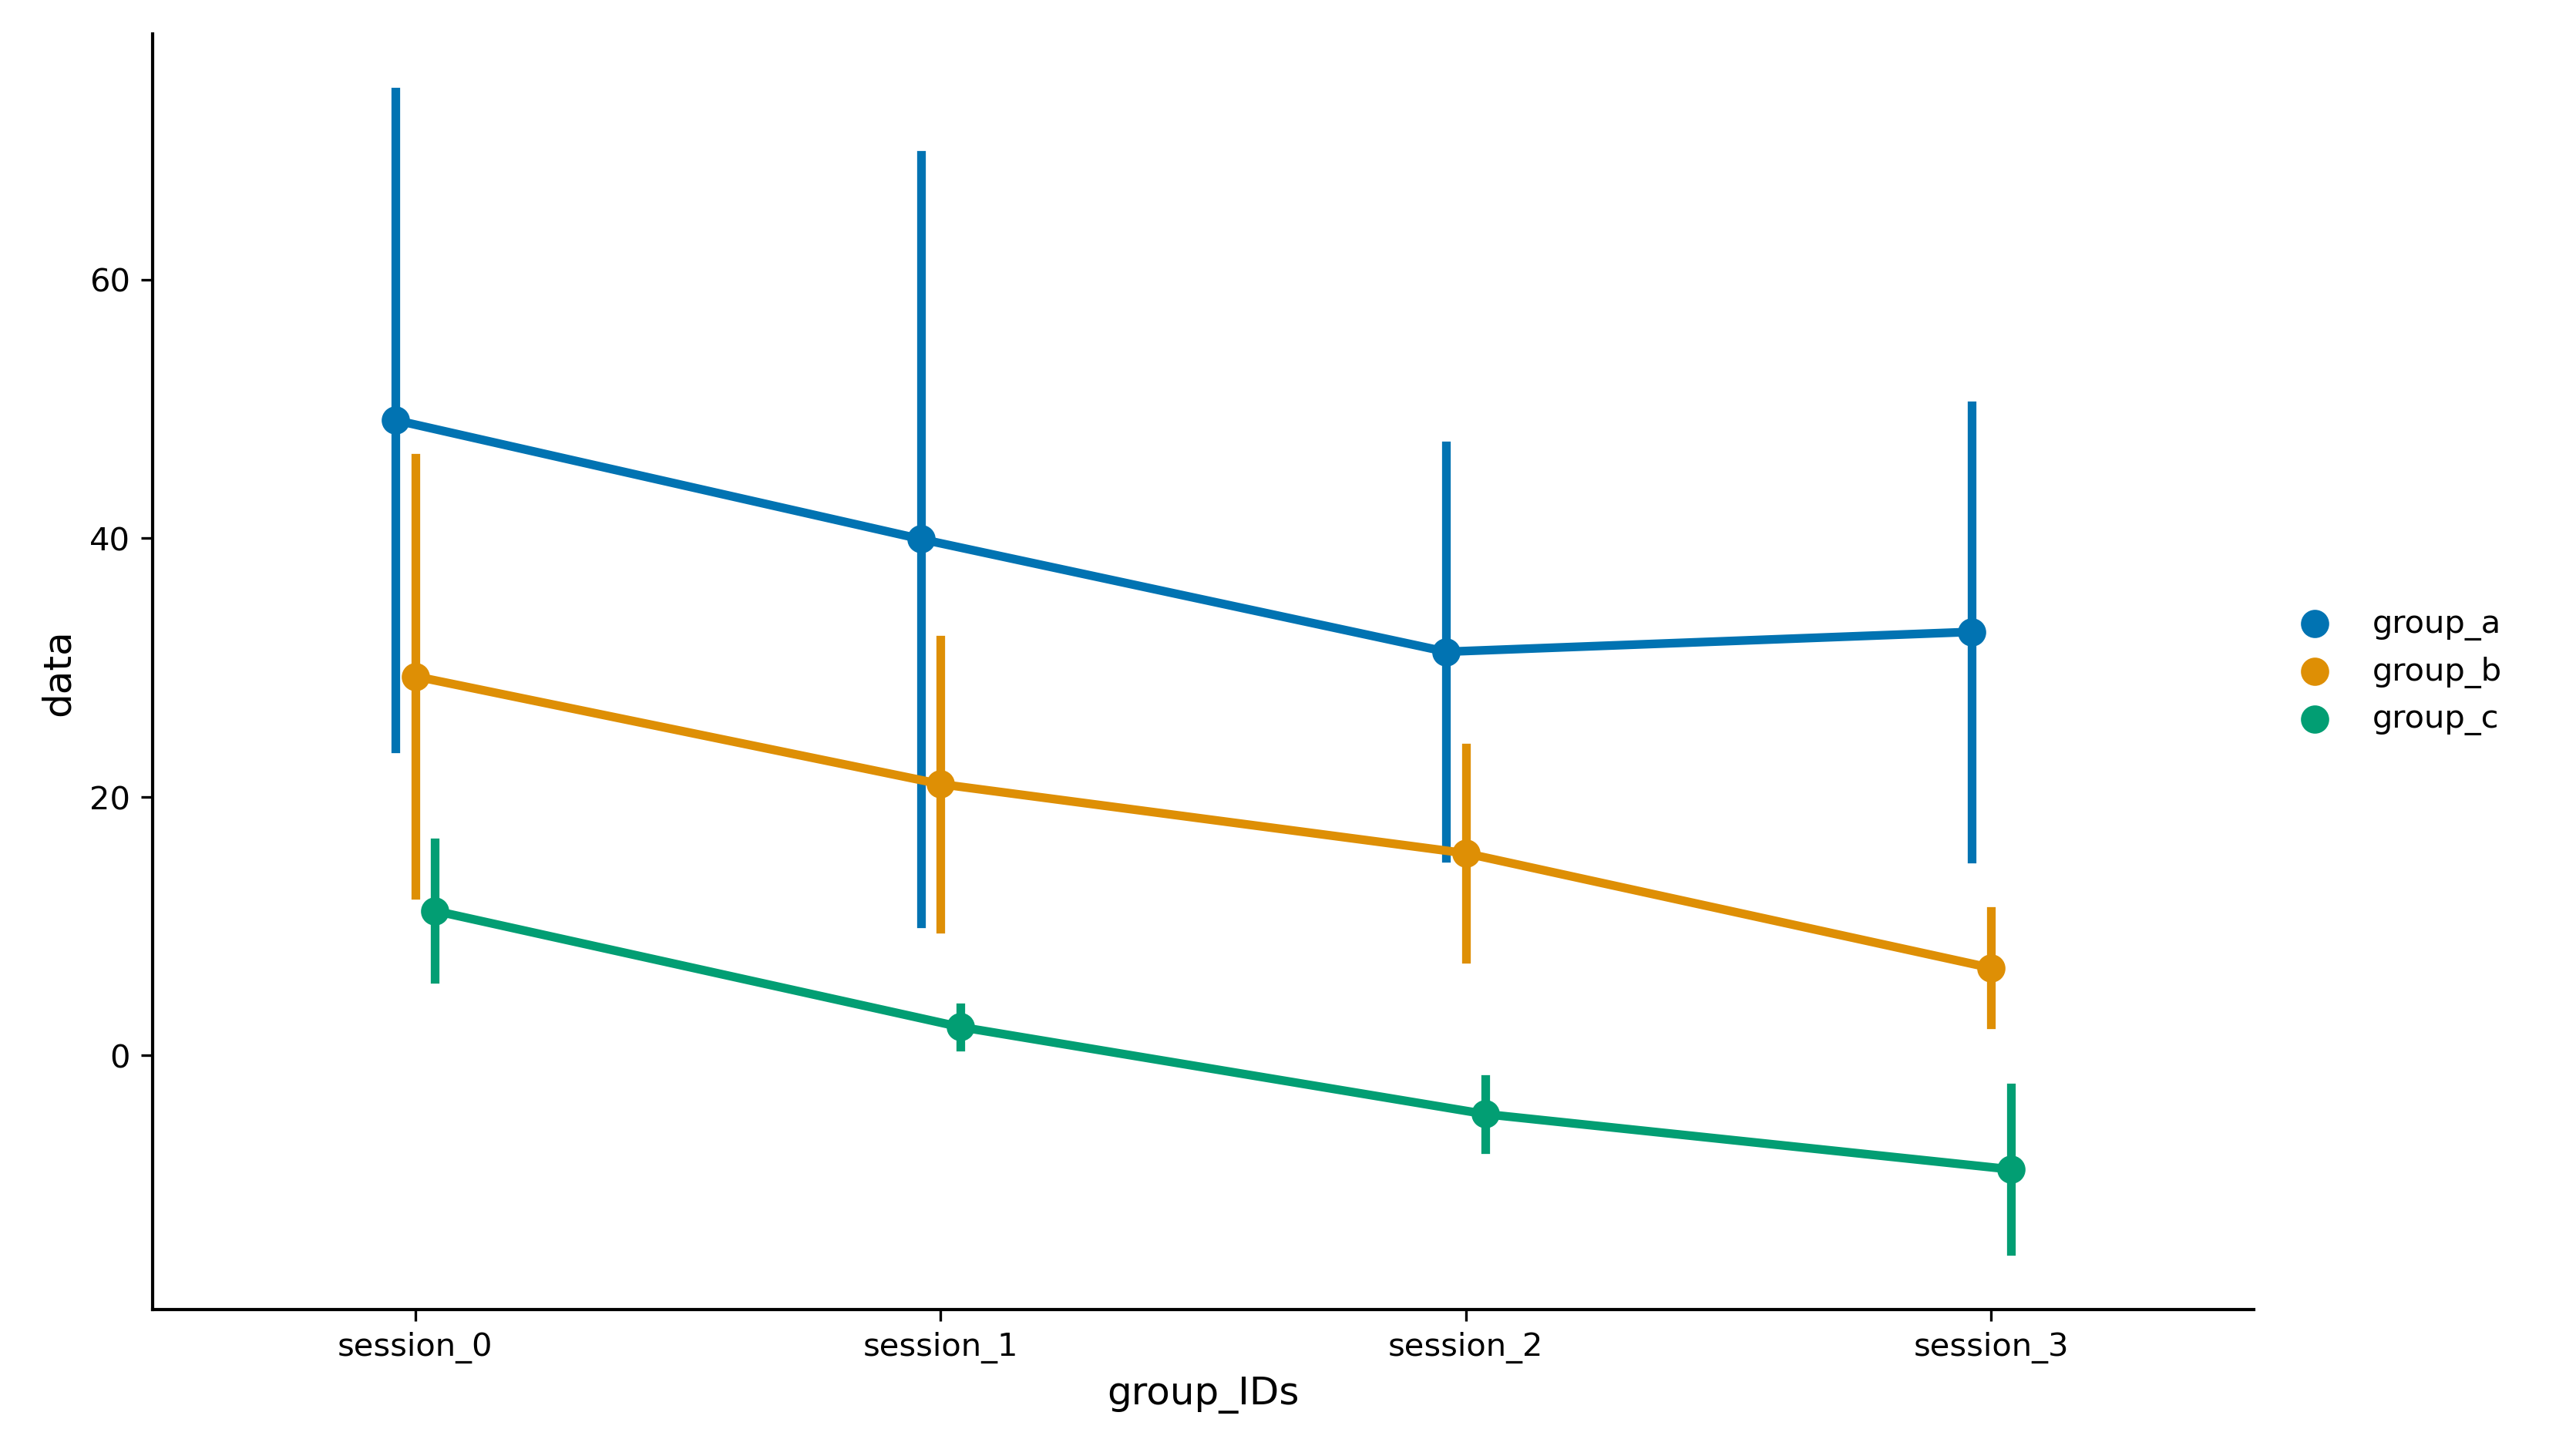 60
40
20
0
data
session_0
session_1
session_2
session_3
group_IDs
group_a
group_b
group_c